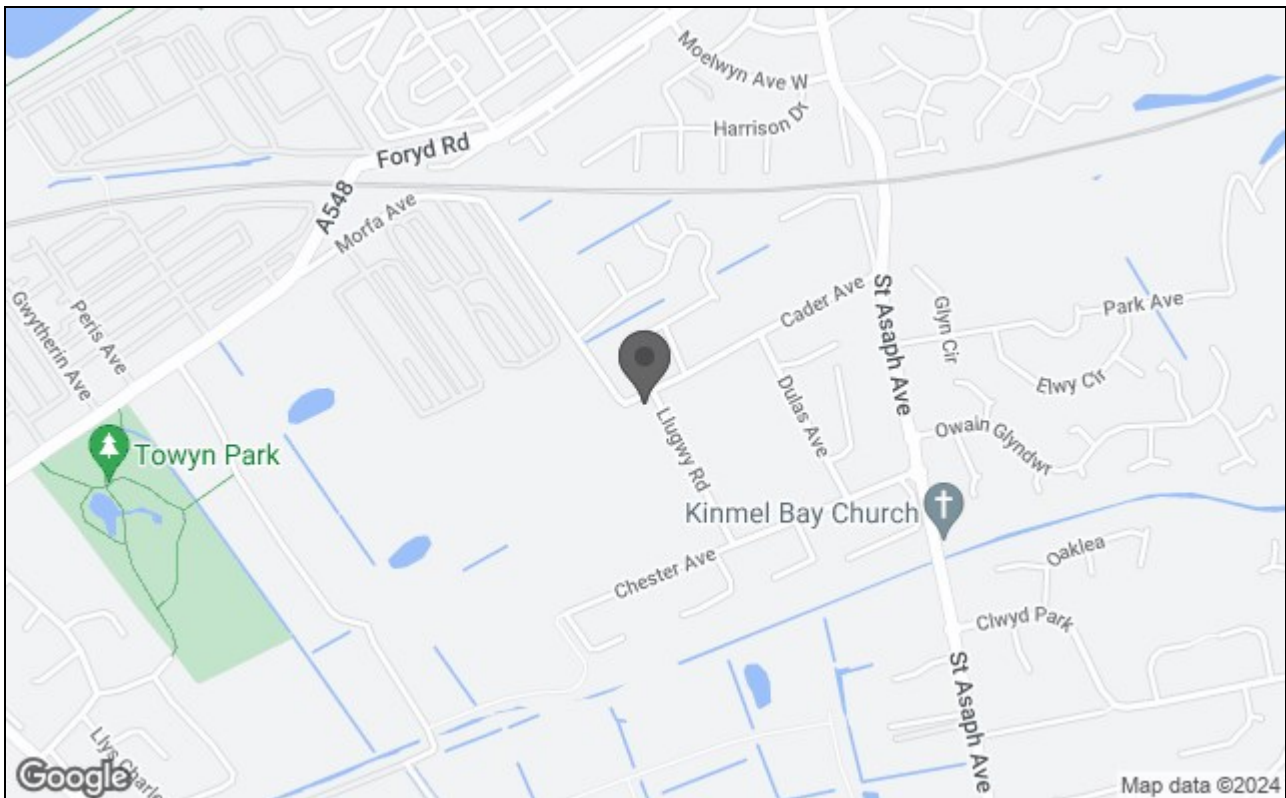 Moelwyn Ave W
Harrison Dr
Foryd Rd
A548
Morfa Ave
Gwytherin Ave
Peris Ave
Cader Ave
St Asaph Ave
Glyn Cir
Park Ave
Elwy Cir
Dulas Ave
Llugwy Rd
Owain Glyndwr
Towyn Park
Kinmel Bay Church
Chester Ave
Oaklea
Clwyd Park
St Asaph Ave
Llys Charle
Google
Map data ©2024